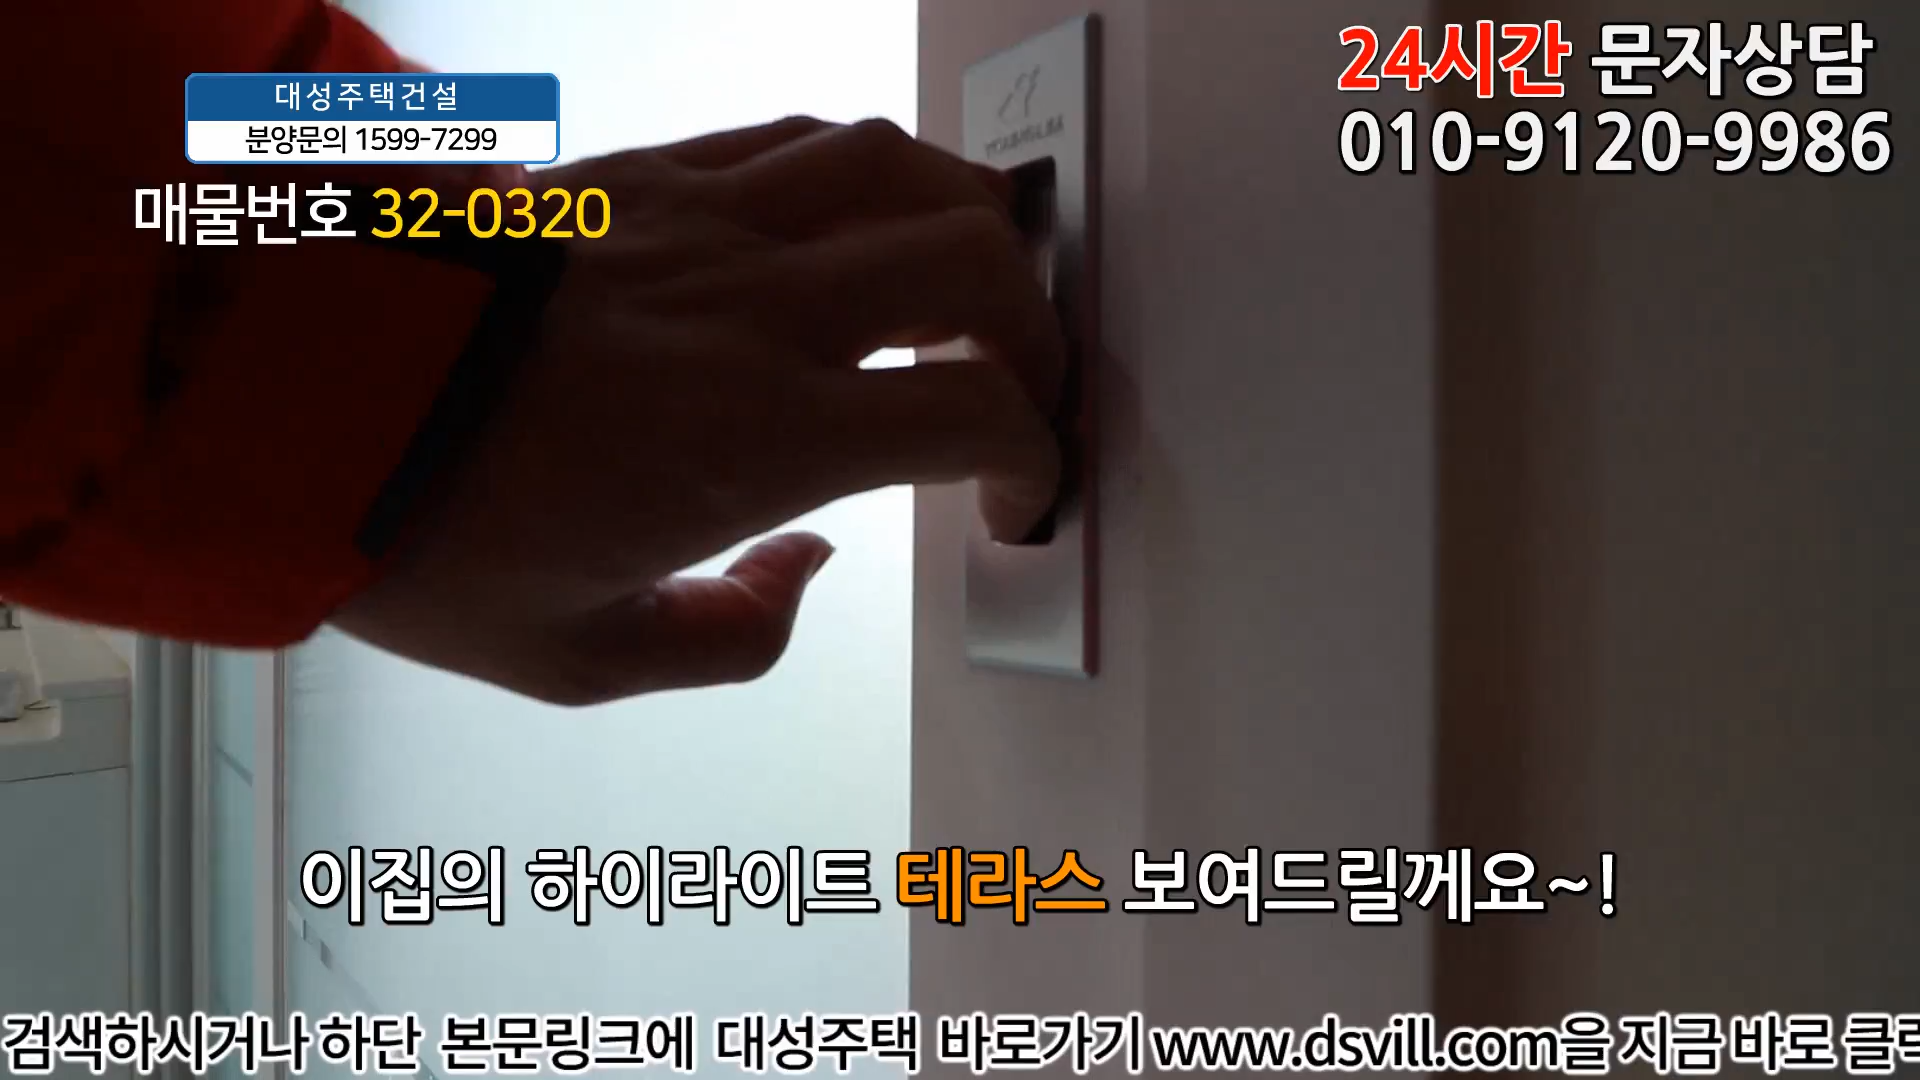 대성주택건설
분양문의 1599-7299
매물번호 32-0320
24시간 문자상담
010-9120-9986
이집의 하이라이트 테라스 보여드릴께요~!
검색하시거나 하단 본문링크에 대성주택 바로가기 www.dsvill.com을 지금 바로 클릭